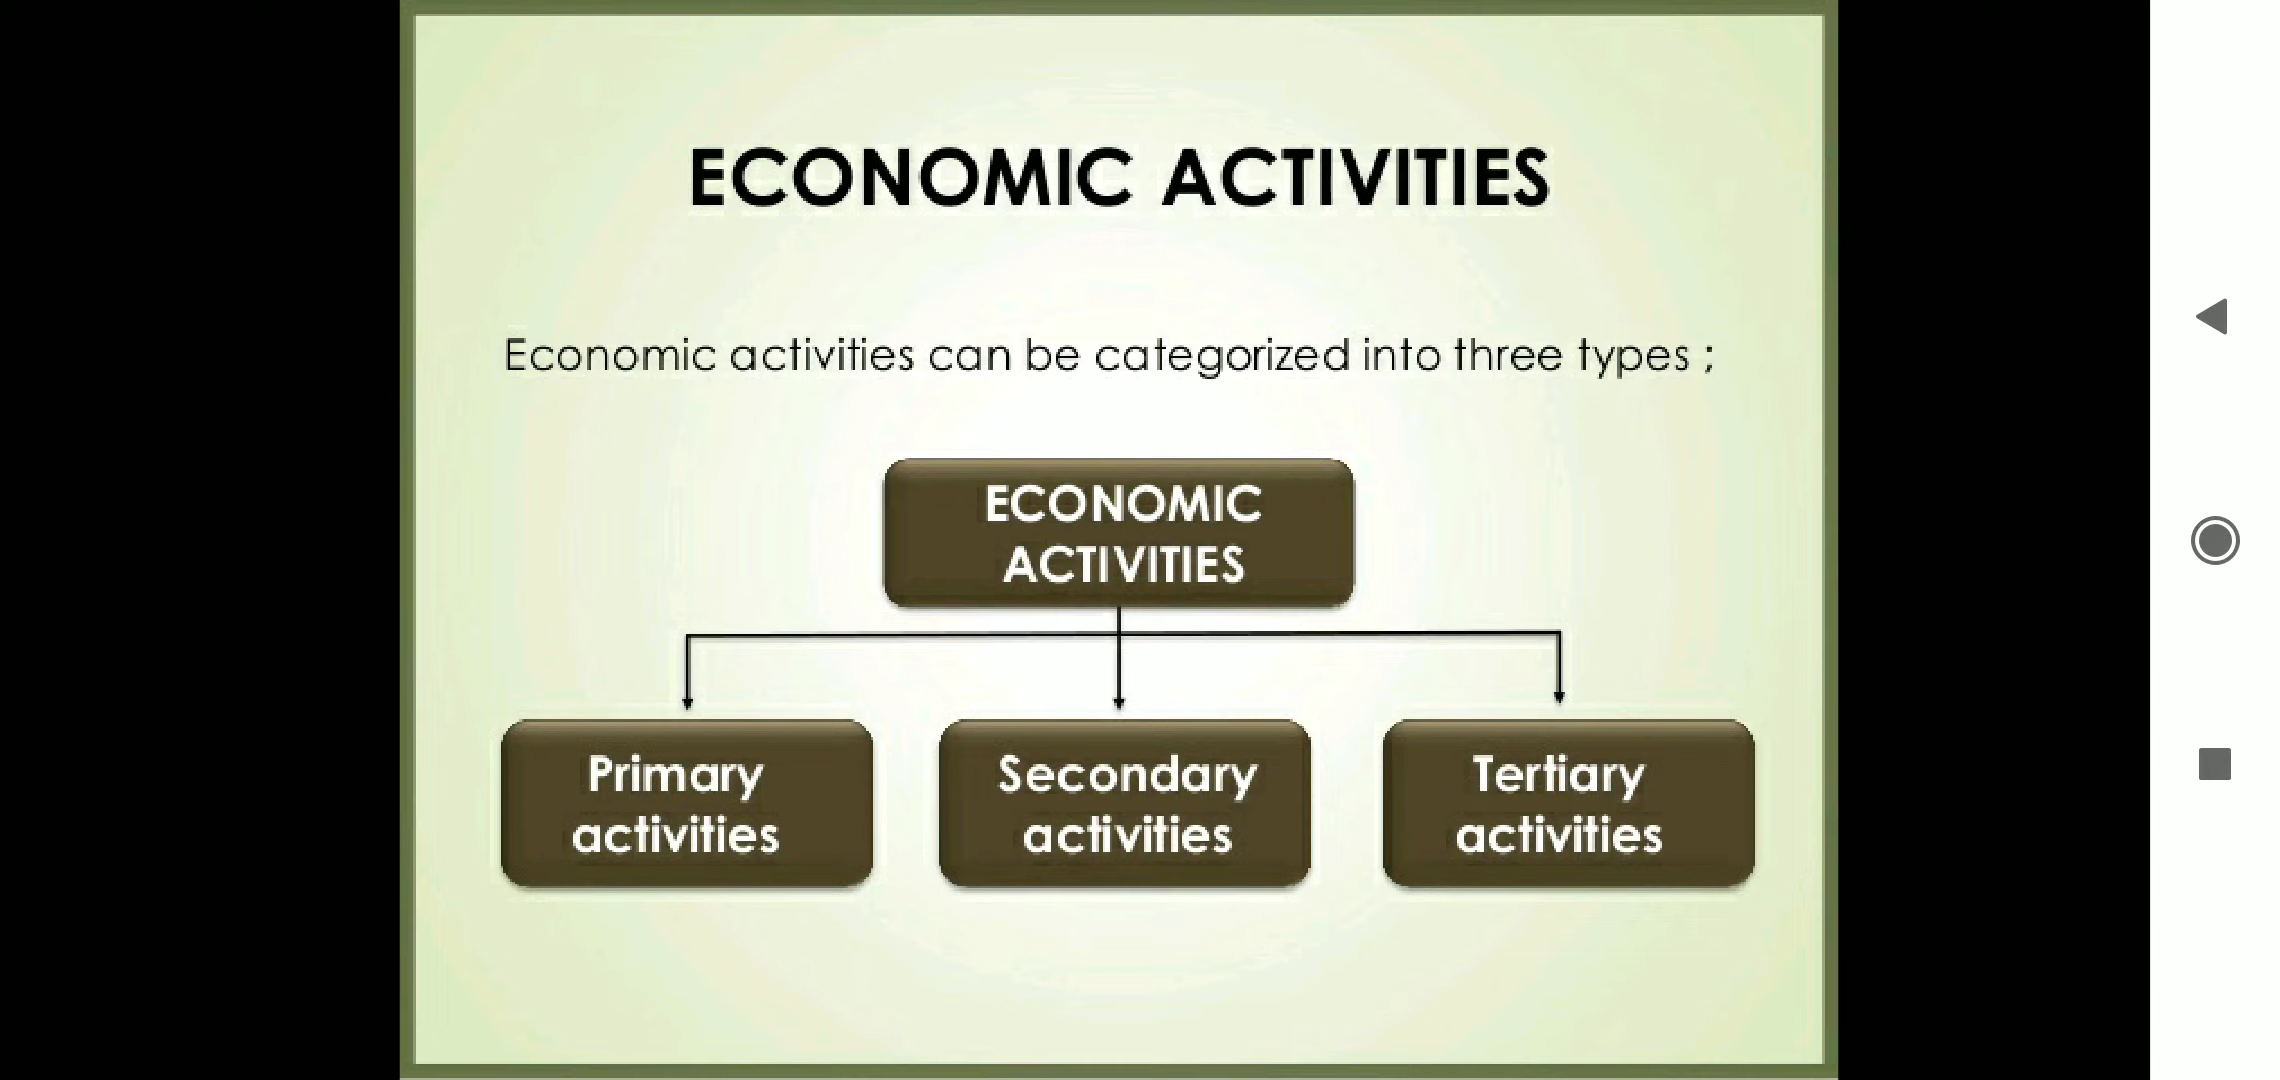 ECONOMIC ACTIVITIES
Economic activities can be categorized into three types ;
ECONOMIC
ACTIVITIES
Primary
activities
Secondary
activities
Tertiary
activities